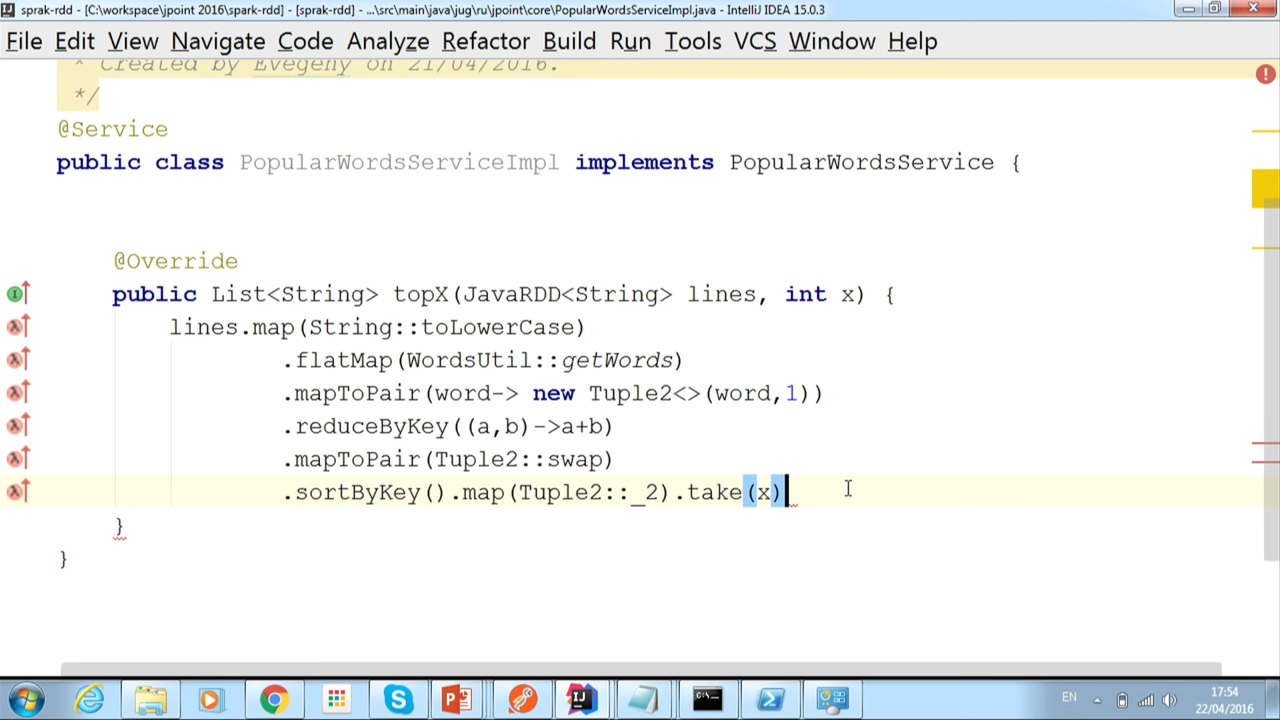 sprak-rdd - [C:\workspace\jpoint 2016\spark-rdd] - [sprak-rdd] - ...\src\main\java\jug\ru\jpoint\core\PopularWordsServiceImpl.java - IntelliJ IDEA 15.0.3
File Edit View Navigate Code Analyze Refactor Build Run Tools VCS Window Help
* Created by Evegeny on 21/04/2016.
*/
@Service
public class PopularWordsServiceImpl implements PopularWordsService {
@Override
public List<String> topX(JavaRDD<String> lines, int x) {
lines.map(String::toLowerCase)
.flatMap(WordsUtil::getWords)
.mapToPair(word-> new Tuple2<>(word,1))
.reduceByKey((a,b)->a+b)
.mapToPair(Tuple2::swap)
.sortByKey().map(Tuple2::_2).take(x)
}
}
EN
17:54
22/04/2016